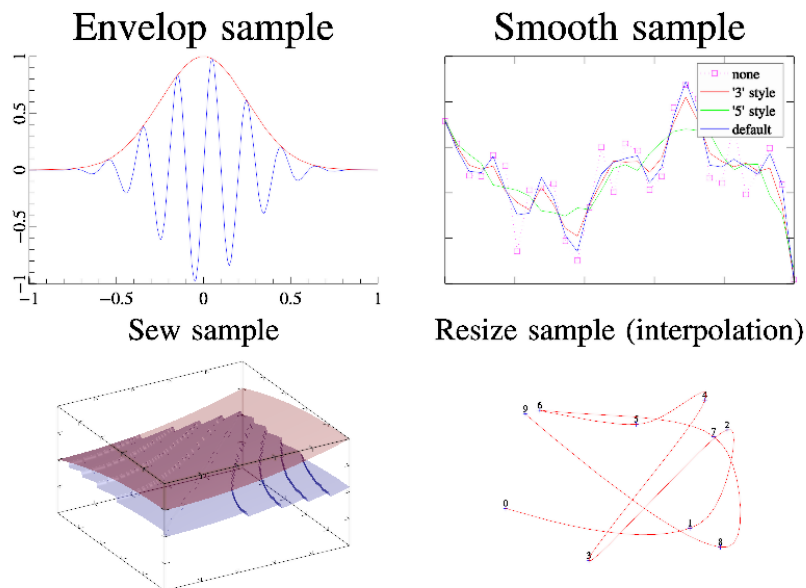 Envelop sample
1
0.5
0
−0.5
−1
−1
−0.5
0
0.5
1
Smooth sample
none
'3' style
'5' style
default
Sew sample
Resize sample (interpolation)
4
6
9
5
2
7
0
1
8
3